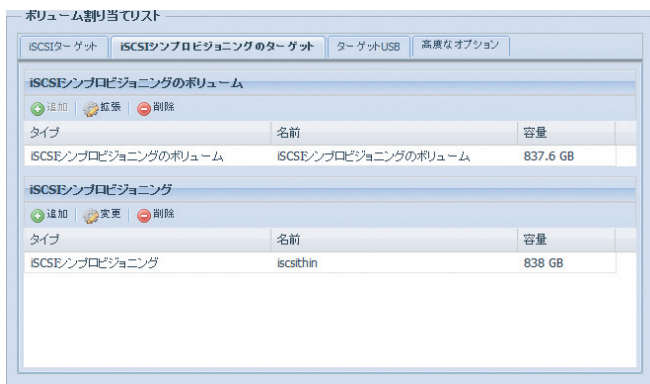 ボリューム割り当てリスト
iSCSIターゲット iSCSIシンプロビジョニングのターゲット ターゲットUSB 高度なオプション
iSCSIシンプロビジョニングのボリューム
追加 拡張 削除
タイプ 名前 容量
iSCSIシンプロビジョニングのボリューム iSCSIシンプロビジョニングのボリューム 837.6 GB
iSCSIシンプロビジョニング
追加 変更 削除
タイプ 名前 容量
iSCSIシンプロビジョニング iscsithin 838 GB